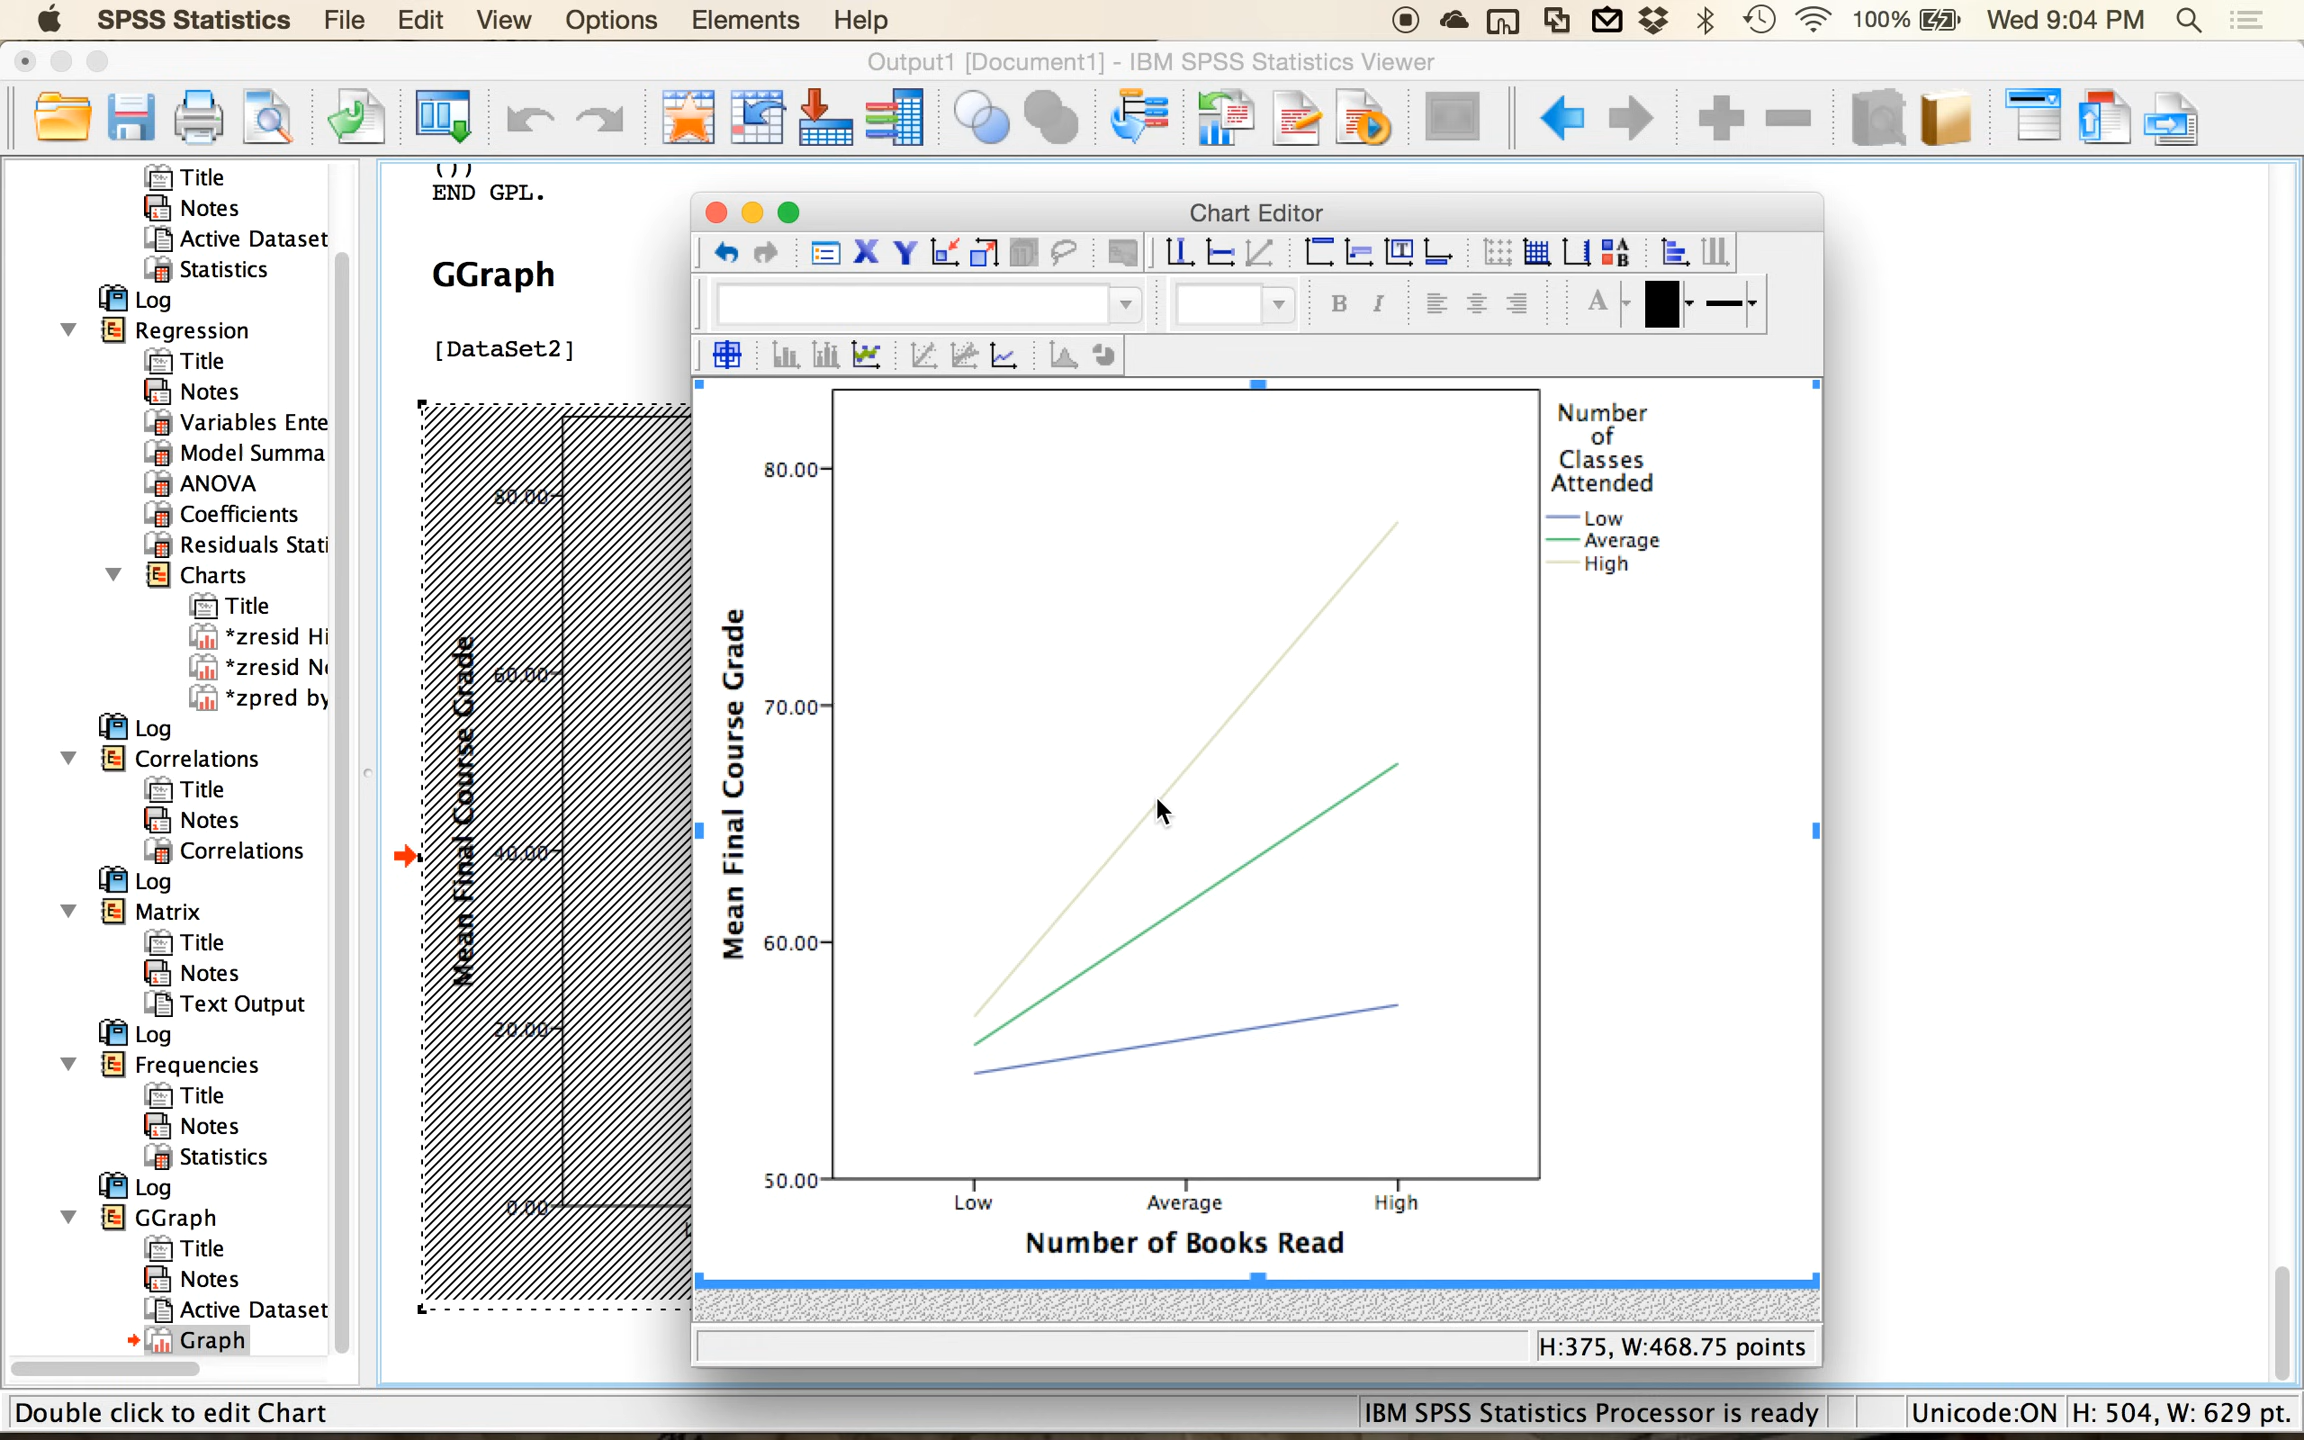 SPSS Statistics File Edit View Options Elements Help 100% Wed 9:04 PM
Output1 [Document1] - IBM SPSS Statistics Viewer
Title
Notes
Active Dataset
Statistics
Log
Regression
Title
Notes
Variables Ente
Model Summa
ANOVA
Coefficients
Residuals Stati
Charts
Title
*zresid Hi
*zresid No
*zpred by
Log
Correlations
Title
Notes
Correlations
Log
Matrix
Title
Notes
Text Output
Log
Frequencies
Title
Notes
Statistics
Log
GGraph
Title
Notes
Active Dataset
Graph
())
END GPL.
GGraph
[DataSet2]
Mean Final Course Grade
80.00
60.00
40.00
20.00
0.00
Chart Editor
X Y
B I A
Mean Final Course Grade
80.00
70.00
60.00
50.00
Low Average High
Number of Books Read
Number
of
Classes
Attended
Low
Average
High
H:375, W:468.75 points
Double click to edit Chart IBM SPSS Statistics Processor is ready Unicode:ON H: 504, W: 629 pt.